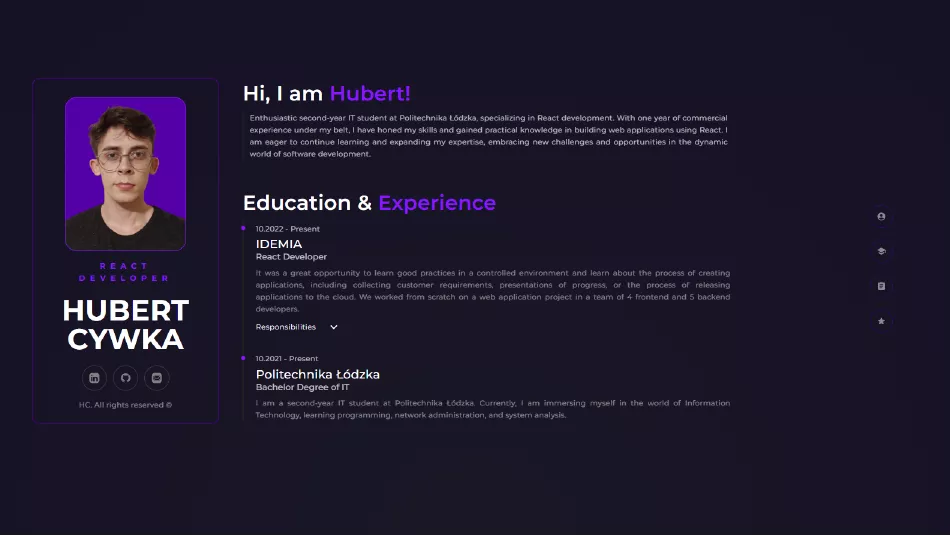 REACT
DEVELOPER
HUBERT
CYWKA
HC. All rights reserved ©
Hi, I am Hubert!
Enthusiastic second-year IT student at Politechnika Łódzka, specializing in React development. With one year of commercial
experience under my belt, I have honed my skills and gained practical knowledge in building web applications using React. I
am eager to continue learning and expanding my expertise, embracing new challenges and opportunities in the dynamic
world of software development.
Education & Experience
10.2022 - Present
IDEMIA
React Developer
It was a great opportunity to learn good practices in a controlled environment and learn about the process of creating
applications, including collecting customer requirements, presentations of progress, or the process of releasing
applications to the cloud. We worked from scratch on a web application project in a team of 4 frontend and 5 backend
developers.
Responsibilities
10.2021 - Present
Politechnika Łódzka
Bachelor Degree of IT
I am a second-year IT student at Politechnika Łódzka. Currently, I am immersing myself in the world of Information
Technology, learning programming, network administration, and system analysis.